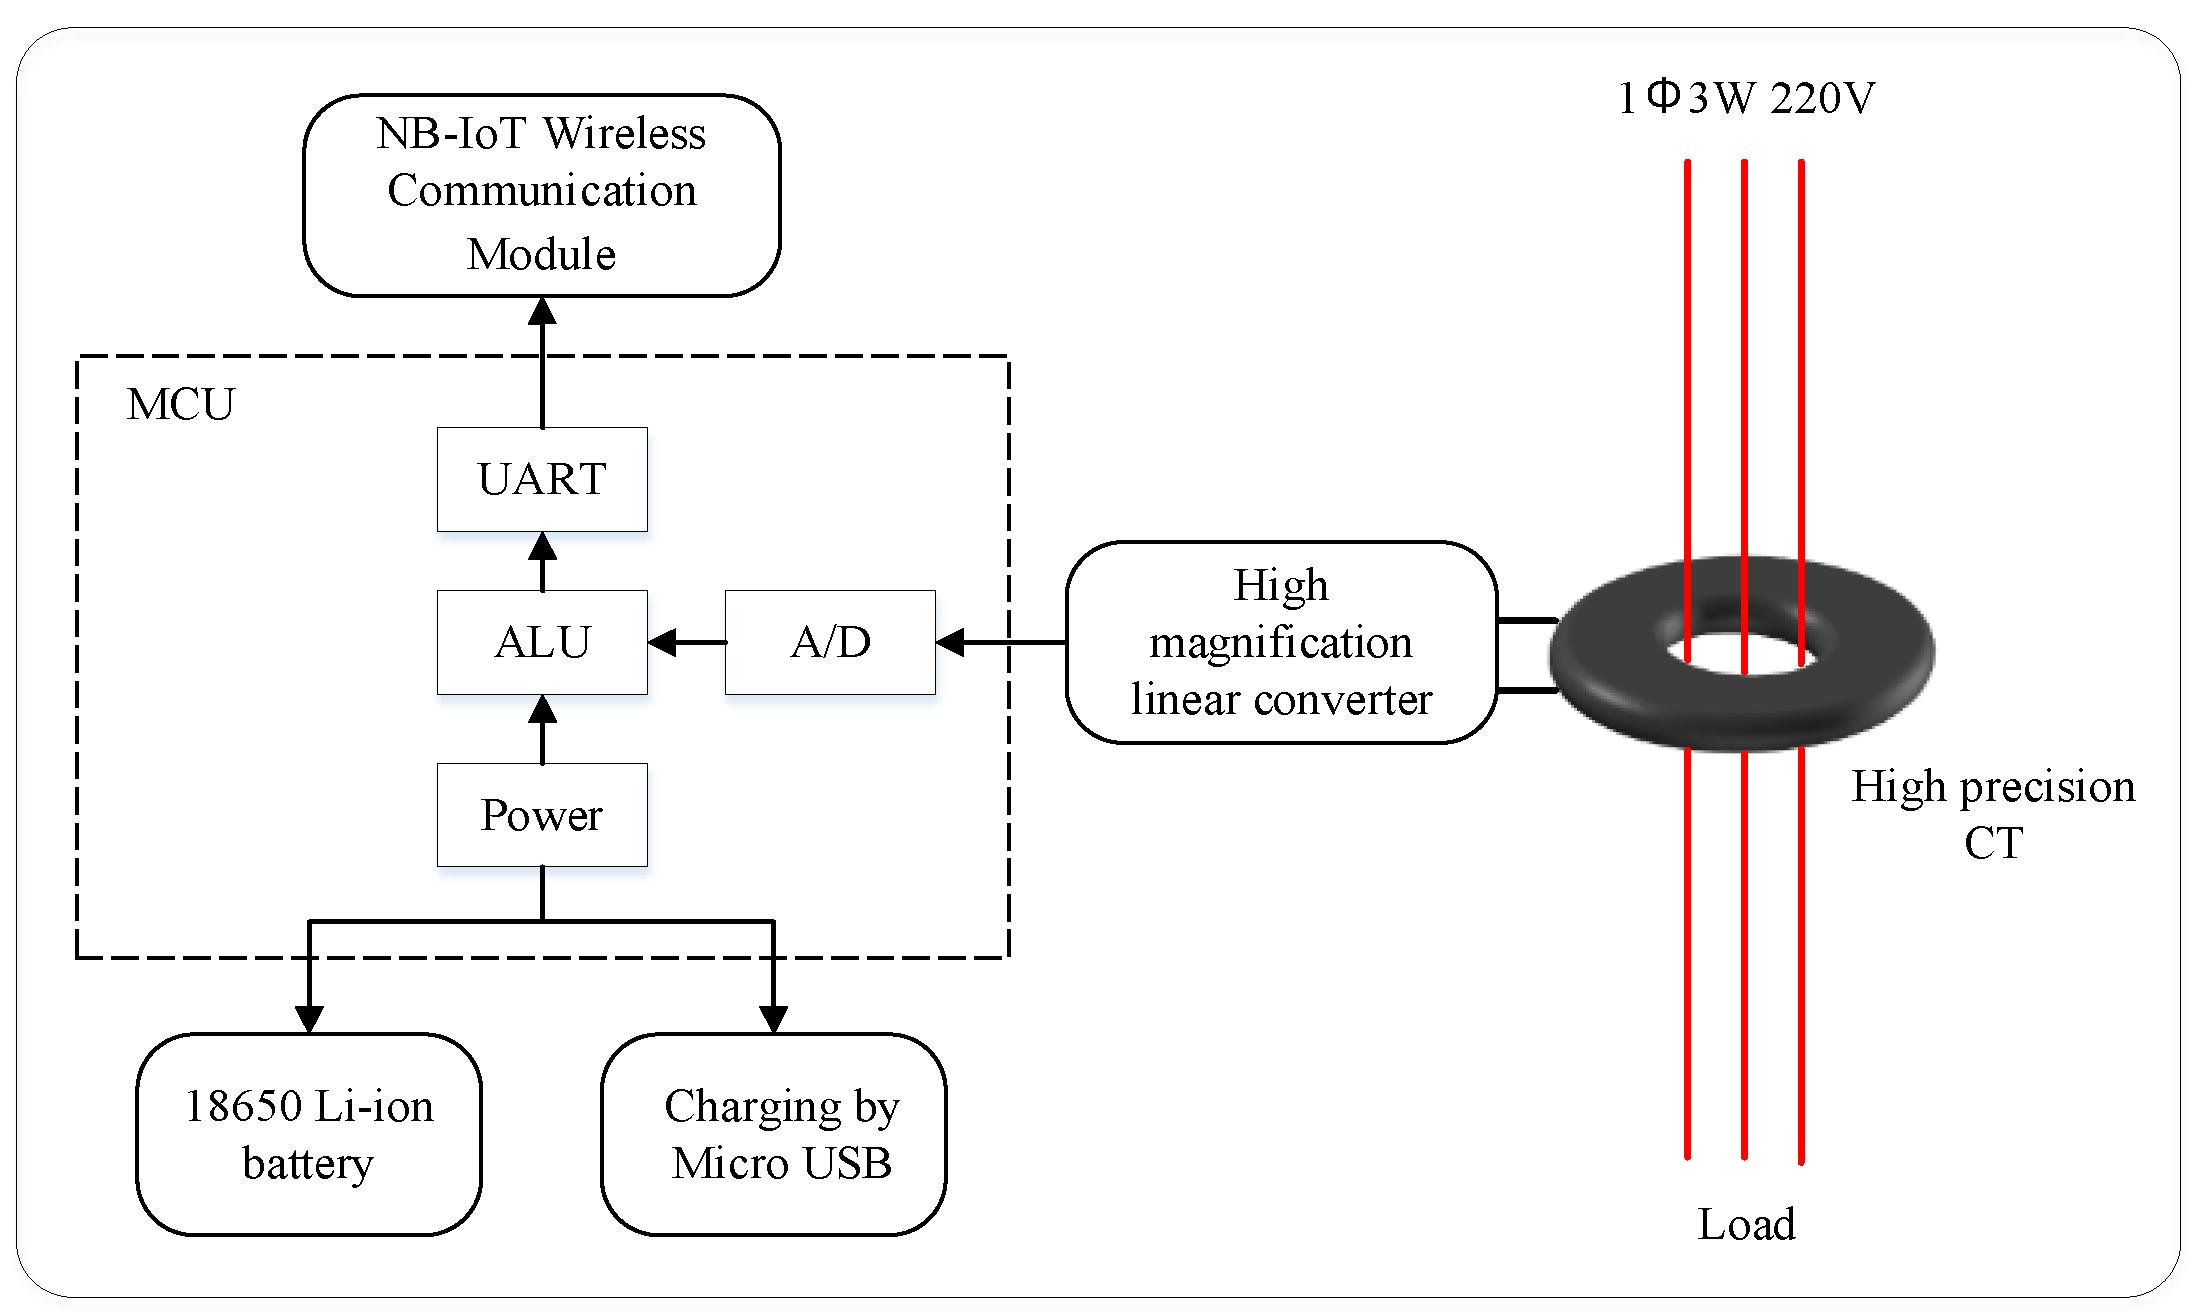 1Φ3W 220V
NB-IoT Wireless
Communication
Module
MCU
UART
ALU
A/D
High
magnification
linear converter
Power
High precision
CT
18650 Li-ion
battery
Charging by
Micro USB
Load